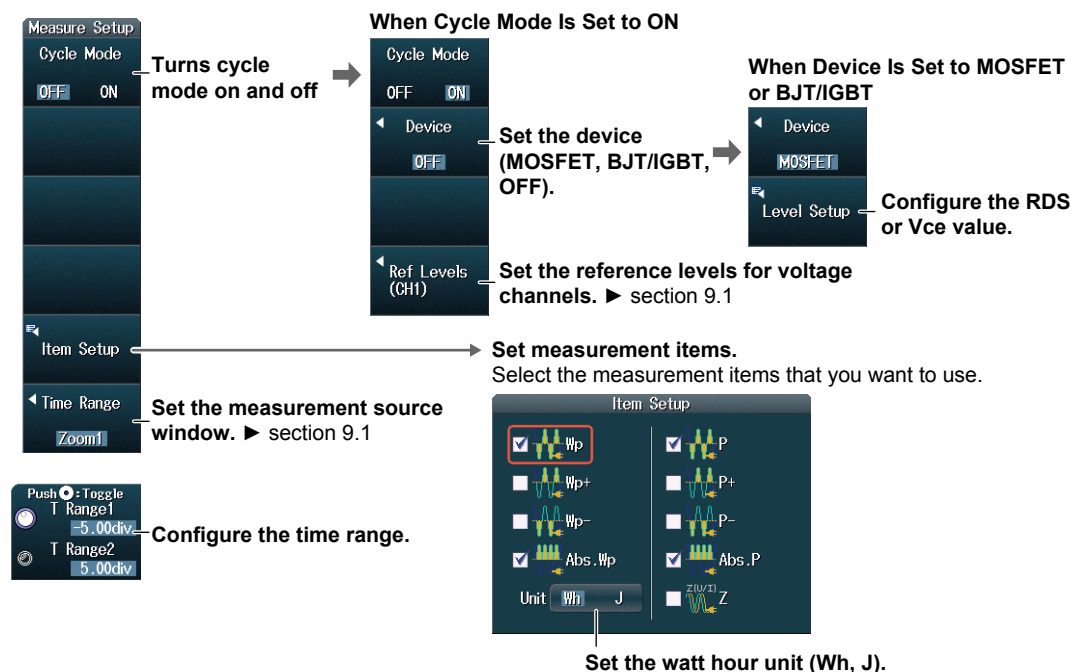 Measure Setup
Cycle Mode
OFF ON
Turns cycle
mode on and off
Item Setup
Time Range
Zoom1
Set the measurement source
window. ► section 9.1
Push : Toggle
T Range1
-5.00div
T Range2
5.00div
Configure the time range.
When Cycle Mode Is Set to ON
Cycle Mode
OFF ON
Device
OFF
Set the device
(MOSFET, BJT/IGBT,
OFF).
Ref Levels
(CH1)
Set the reference levels for voltage
channels. ► section 9.1
When Device Is Set to MOSFET
or BJT/IGBT
Device
MOSFET
Level Setup
Configure the RDS
or Vce value.
Set measurement items.
Select the measurement items that you want to use.
Item Setup
Wp
P
Wp+
P+
Wp-
P-
Abs.Wp
Abs.P
Unit Wh J
Z(U/I) Z
Set the watt hour unit (Wh, J).